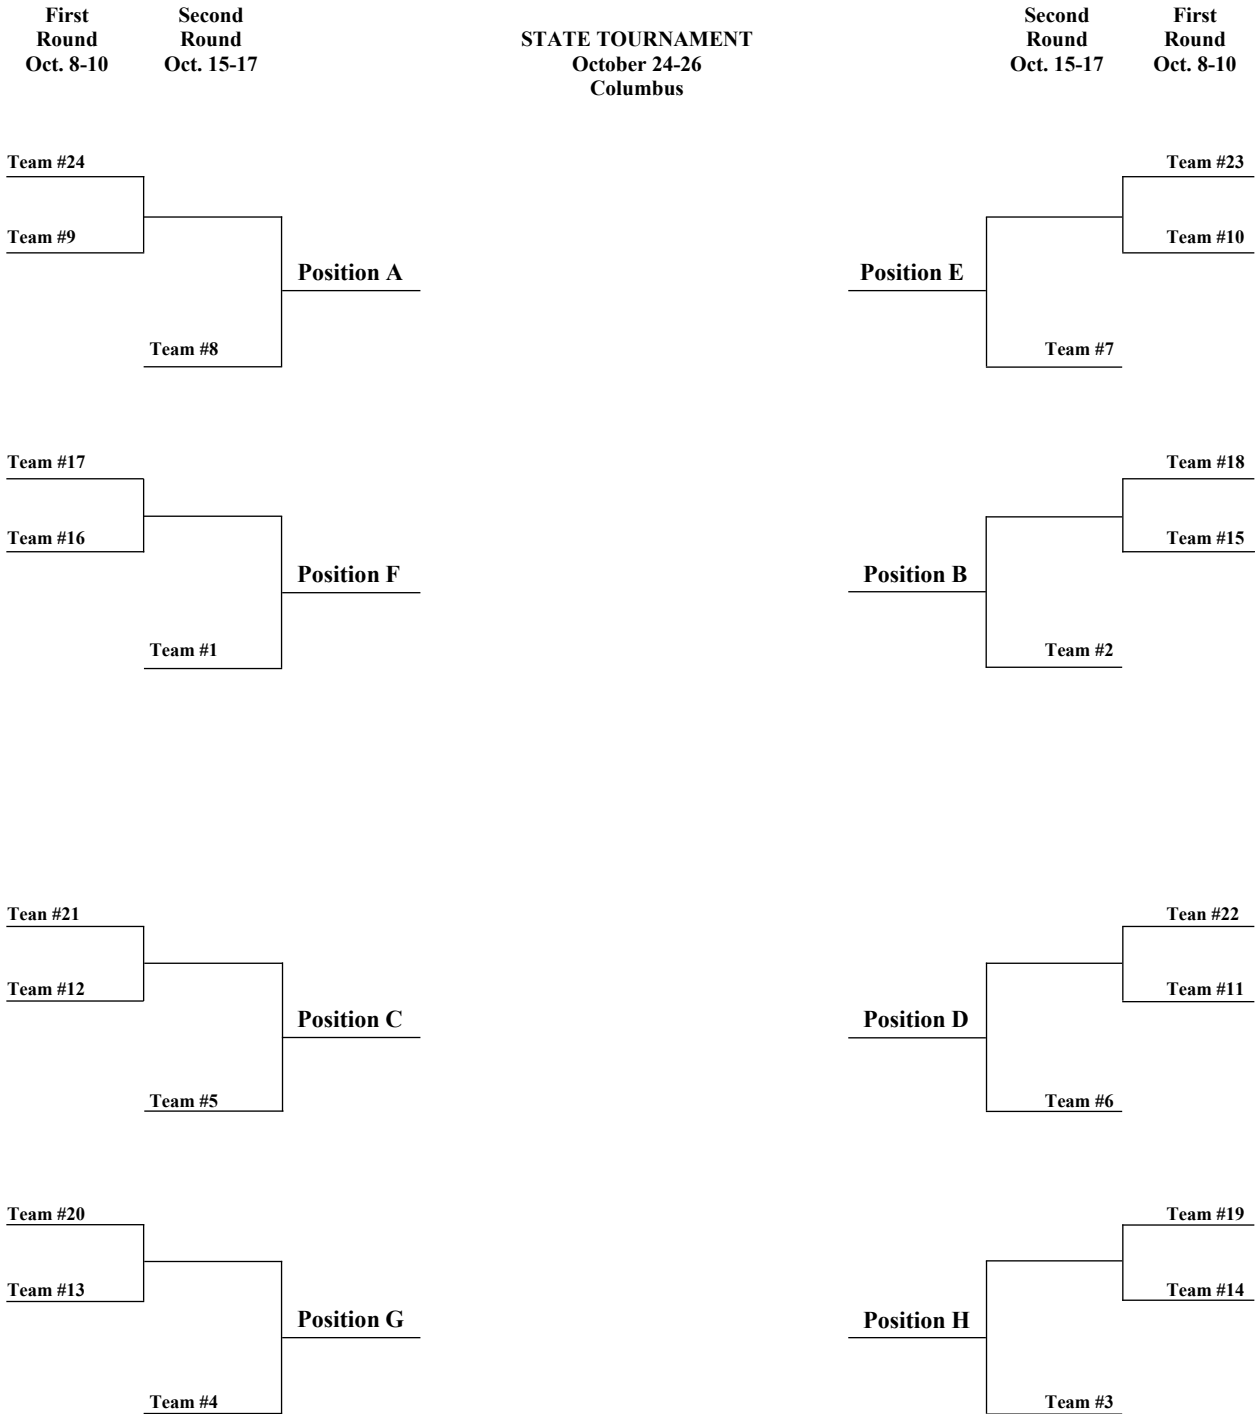 First
Round
Oct. 8-10
Second
Round
Oct. 15-17
STATE TOURNAMENT
October 24-26
Columbus
Second
Round
Oct. 15-17
First
Round
Oct. 8-10
Team #24
Team #23
Team #9
Team #10
Position A
Position E
Team #8
Team #7
Team #17
Team #18
Team #16
Team #15
Position F
Position B
Team #1
Team #2
Tean #21
Tean #22
Team #12
Team #11
Position C
Position D
Team #5
Team #6
Team #20
Team #19
Team #13
Team #14
Position G
Position H
Team #4
Team #3